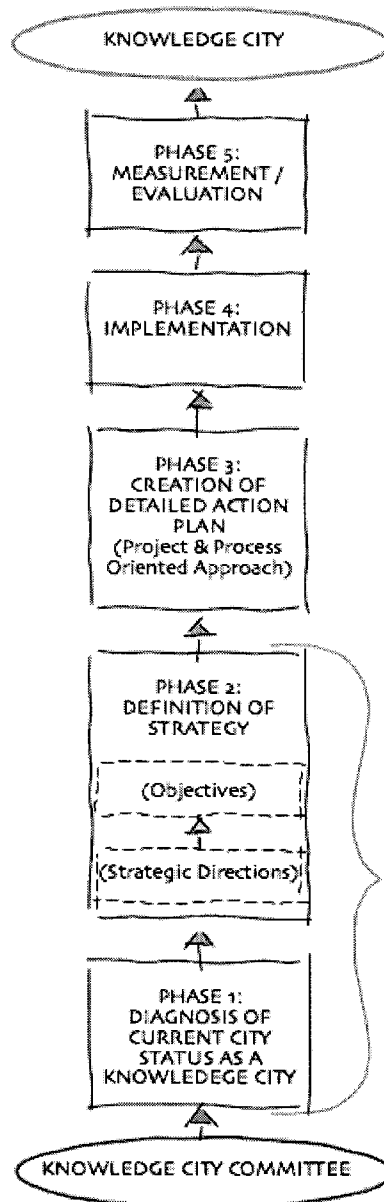 KNOWLEDGE CITY
PHASE 5:
MEASUREMENT /
EVALUATION
PHASE 4:
IMPLEMENTATION
PHASE 3:
CREATION OF
DETAILED ACTION
PLAN
(Project & Process
Oriented Approach)
PHASE 2:
DEFINITION OF
STRATEGY
(Objectives)
(Strategic Directions)
PHASE 1:
DIAGNOSIS OF
CURRENT CITY
STATUS AS A
KNOWLEDEGE CITY
KNOWLEDGE CITY COMMITTEE